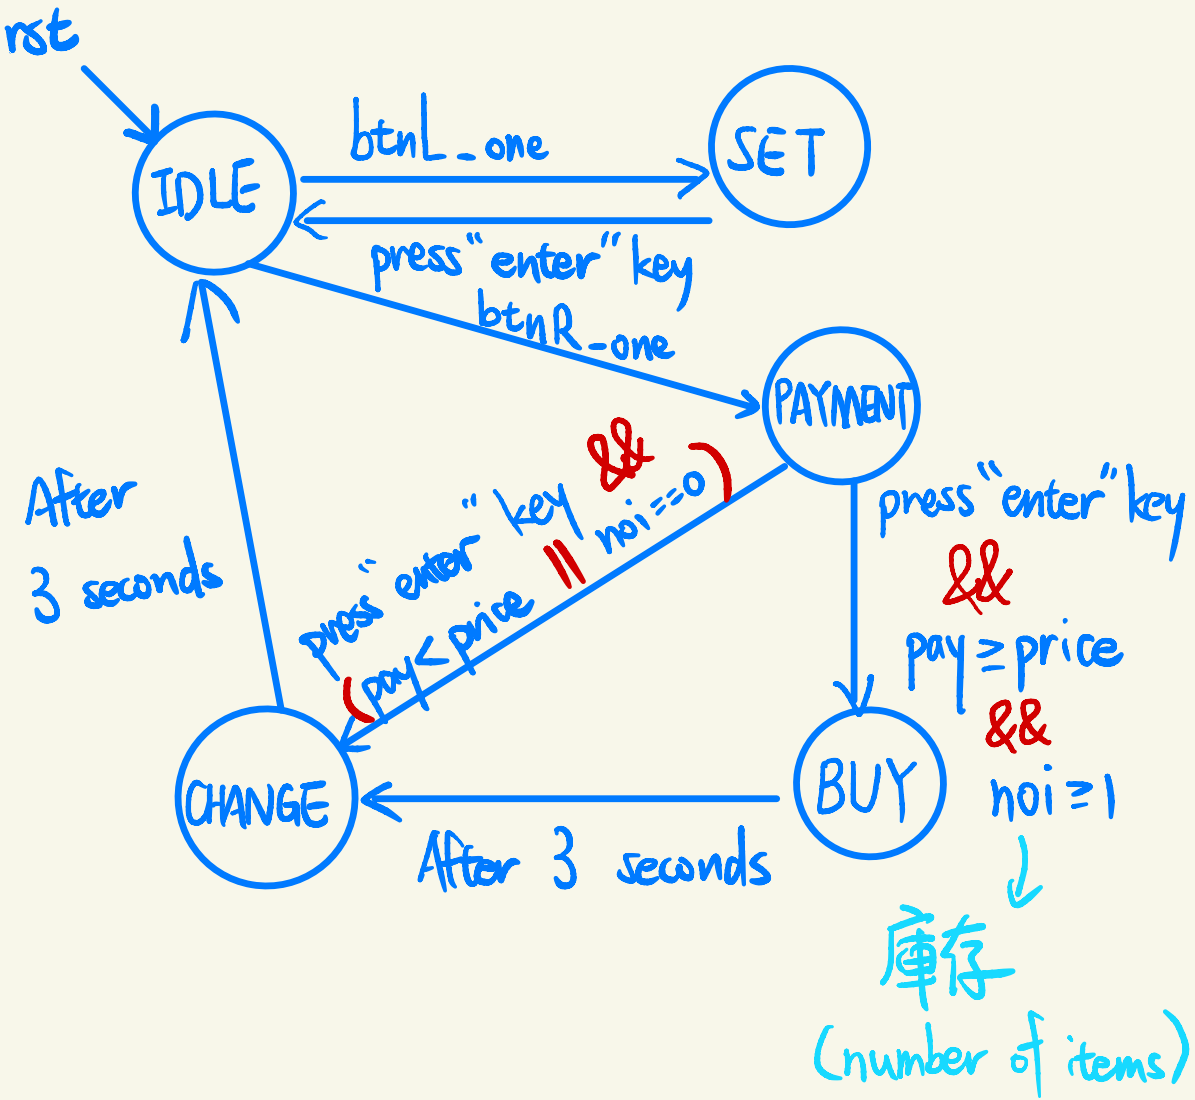 rst
IDLE
btnL_one
SET
press "enter" key
btnR_one
PAYMENT
press "enter" key &&
(pay < price || noi==0)
press "enter" key
&&
pay ≥ price
&&
noi ≥ 1
After
3 seconds
CHANGE
BUY
After 3 seconds
庫存
(number of items)